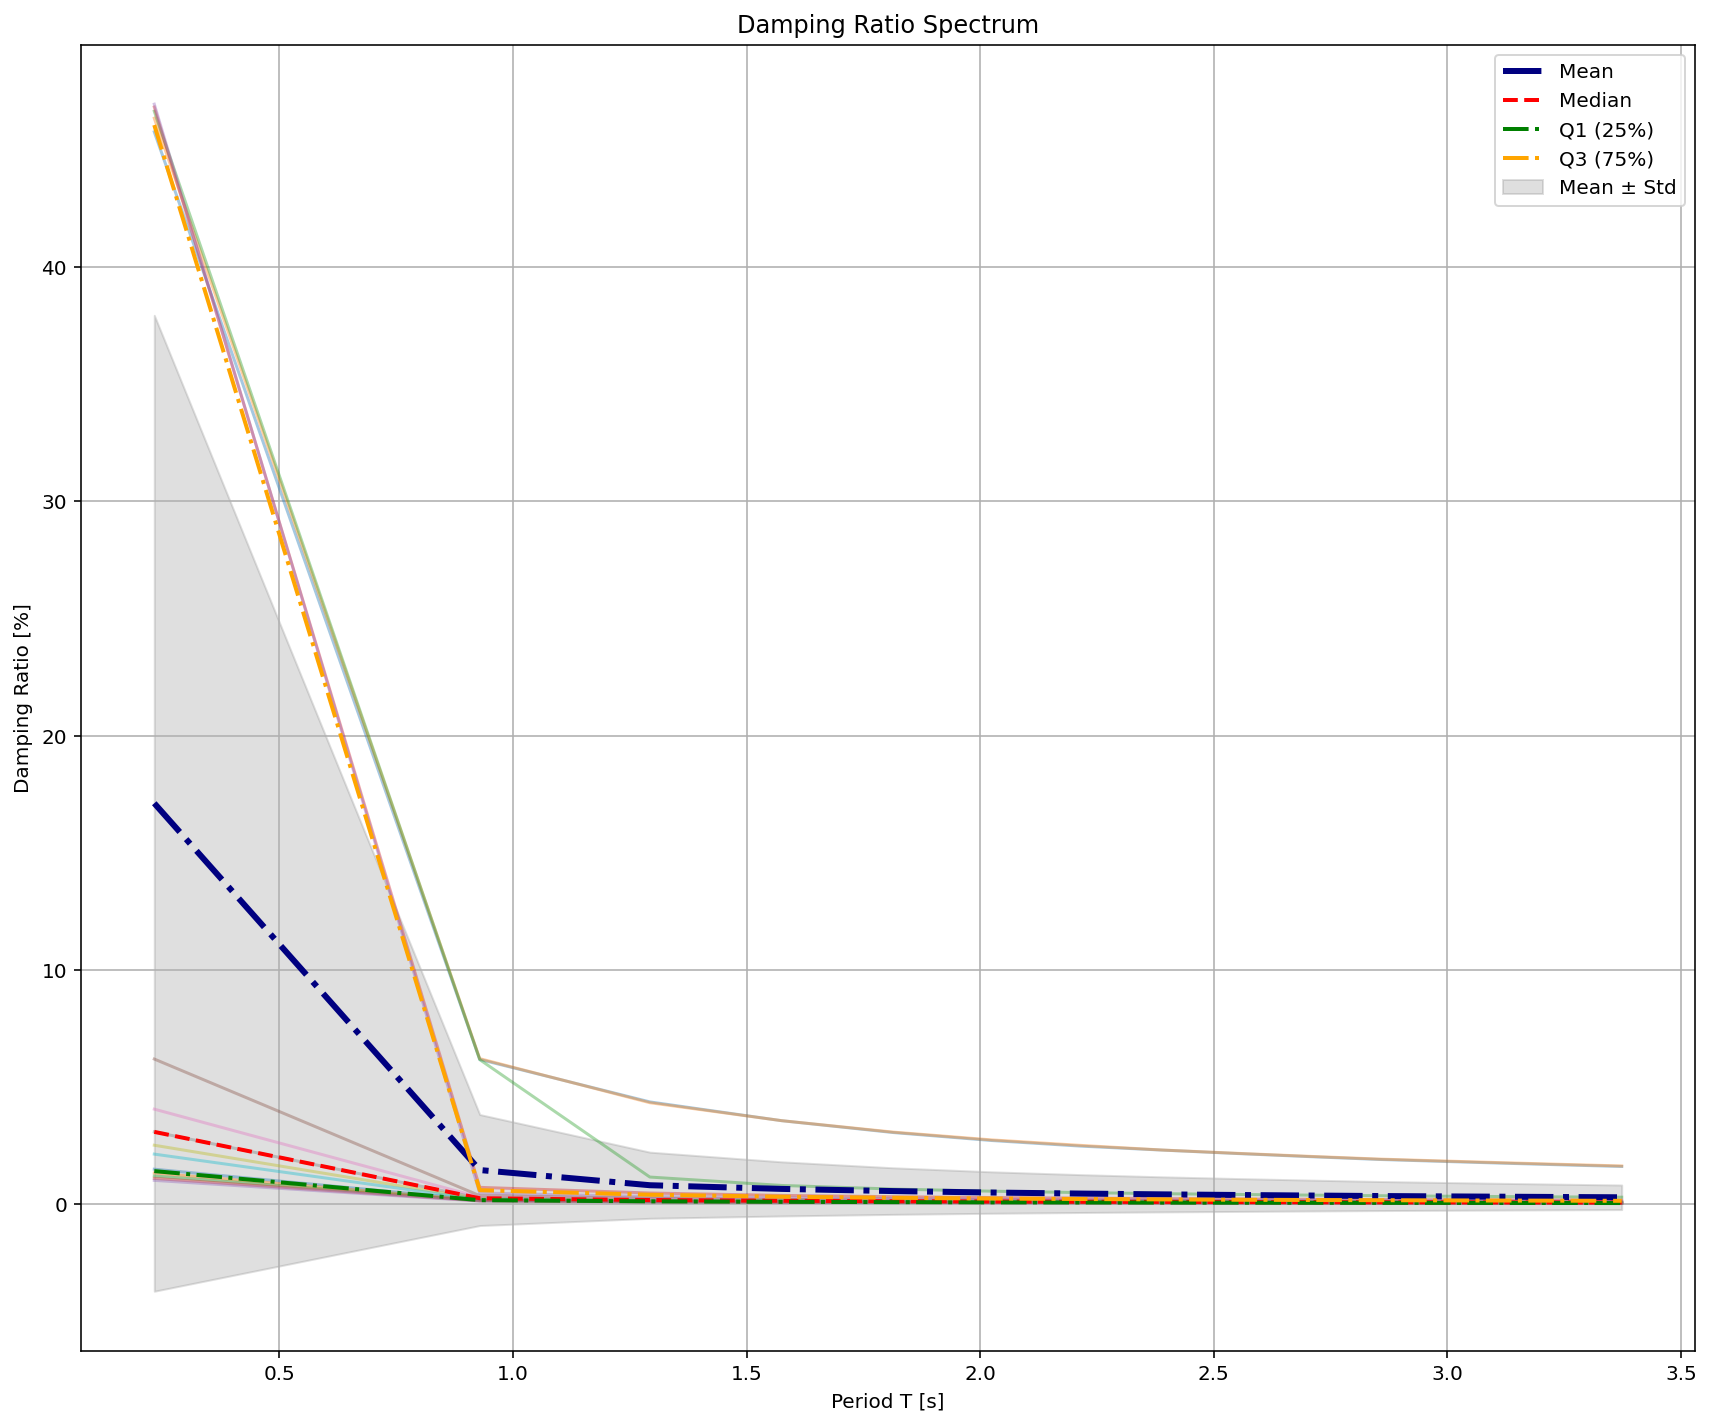 Damping Ratio Spectrum
Mean
Median
Q1 (25%)
Q3 (75%)
Mean ± Std
Damping Ratio [%]
40
30
20
10
0
0.5
1.0
1.5
2.0
2.5
3.0
3.5
Period T [s]